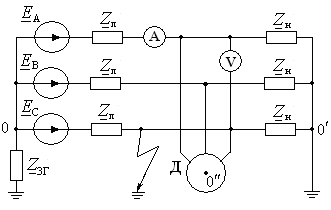 E_A Z_л A Z_н
E_B Z_л V Z_н
E_C Z_л Z_н
0 0'
Z_ЗГ Д 0''